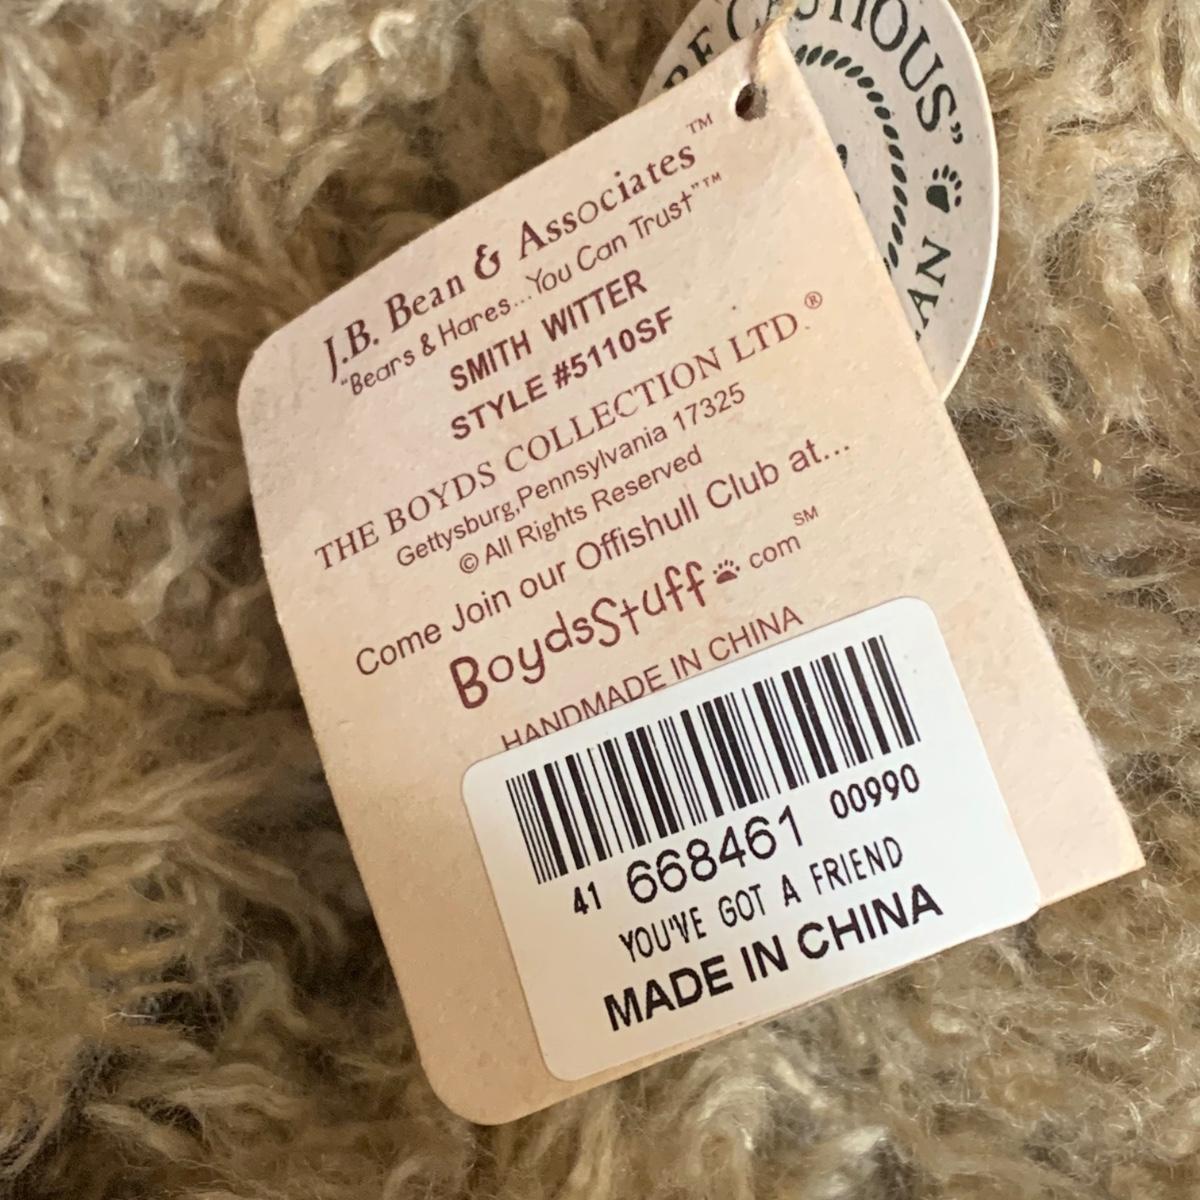 J.B. Bean & Associates™
"Bears & Hares...You Can Trust"™
SMITH WITTER
STYLE #5110SF
THE BOYDS COLLECTION LTD.®
Gettysburg,Pennsylvania 17325
© All Rights Reserved
Come Join our Offishull Club at...
BoydsStuff com℠
HANDMADE IN CHINA
41 668461 00990
YOU'VE GOT A FRIEND
MADE IN CHINA